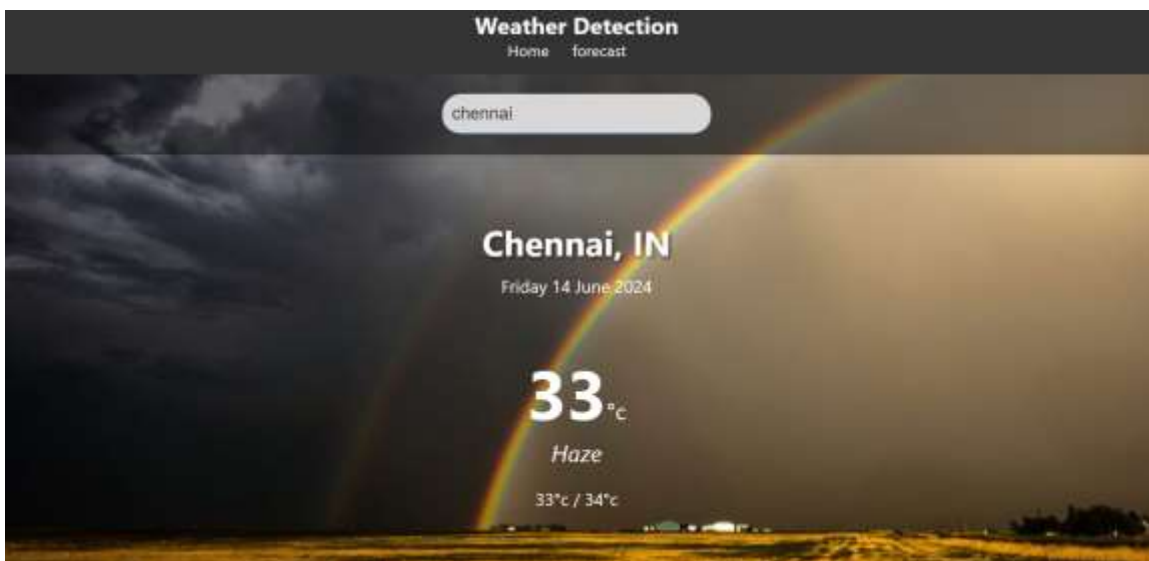 Weather Detection
Home forecast
chennai
Chennai, IN
Friday 14 June 2024
33°c
Haze
33°c / 34°c